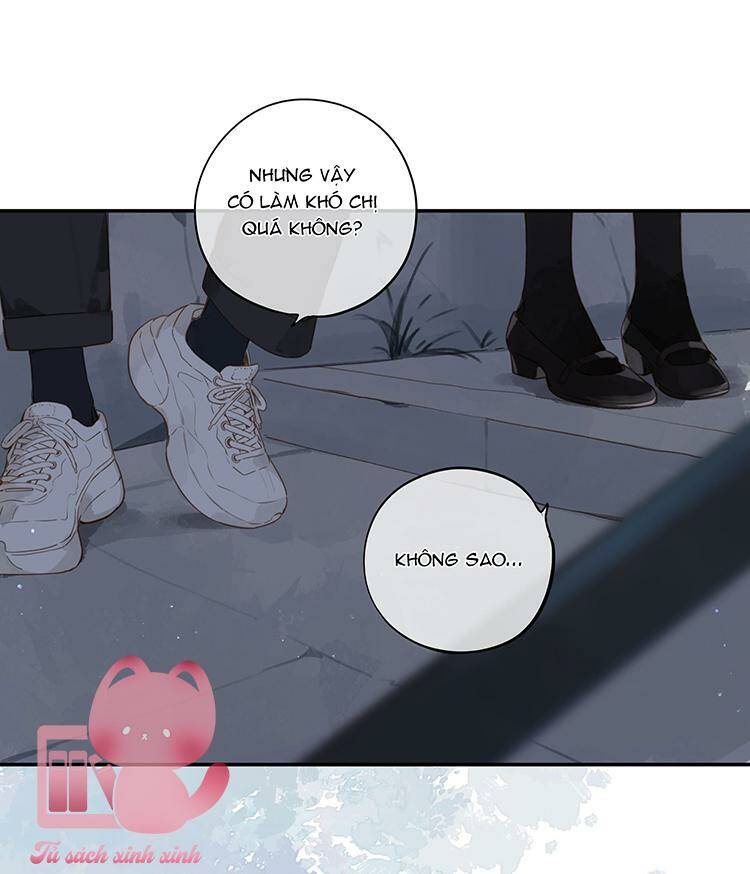 NHƯNG VẬY
CÓ LÀM KHÓ CHỊ
QUÁ KHÔNG?
KHÔNG SAO...
Tủ sách xinh xinh